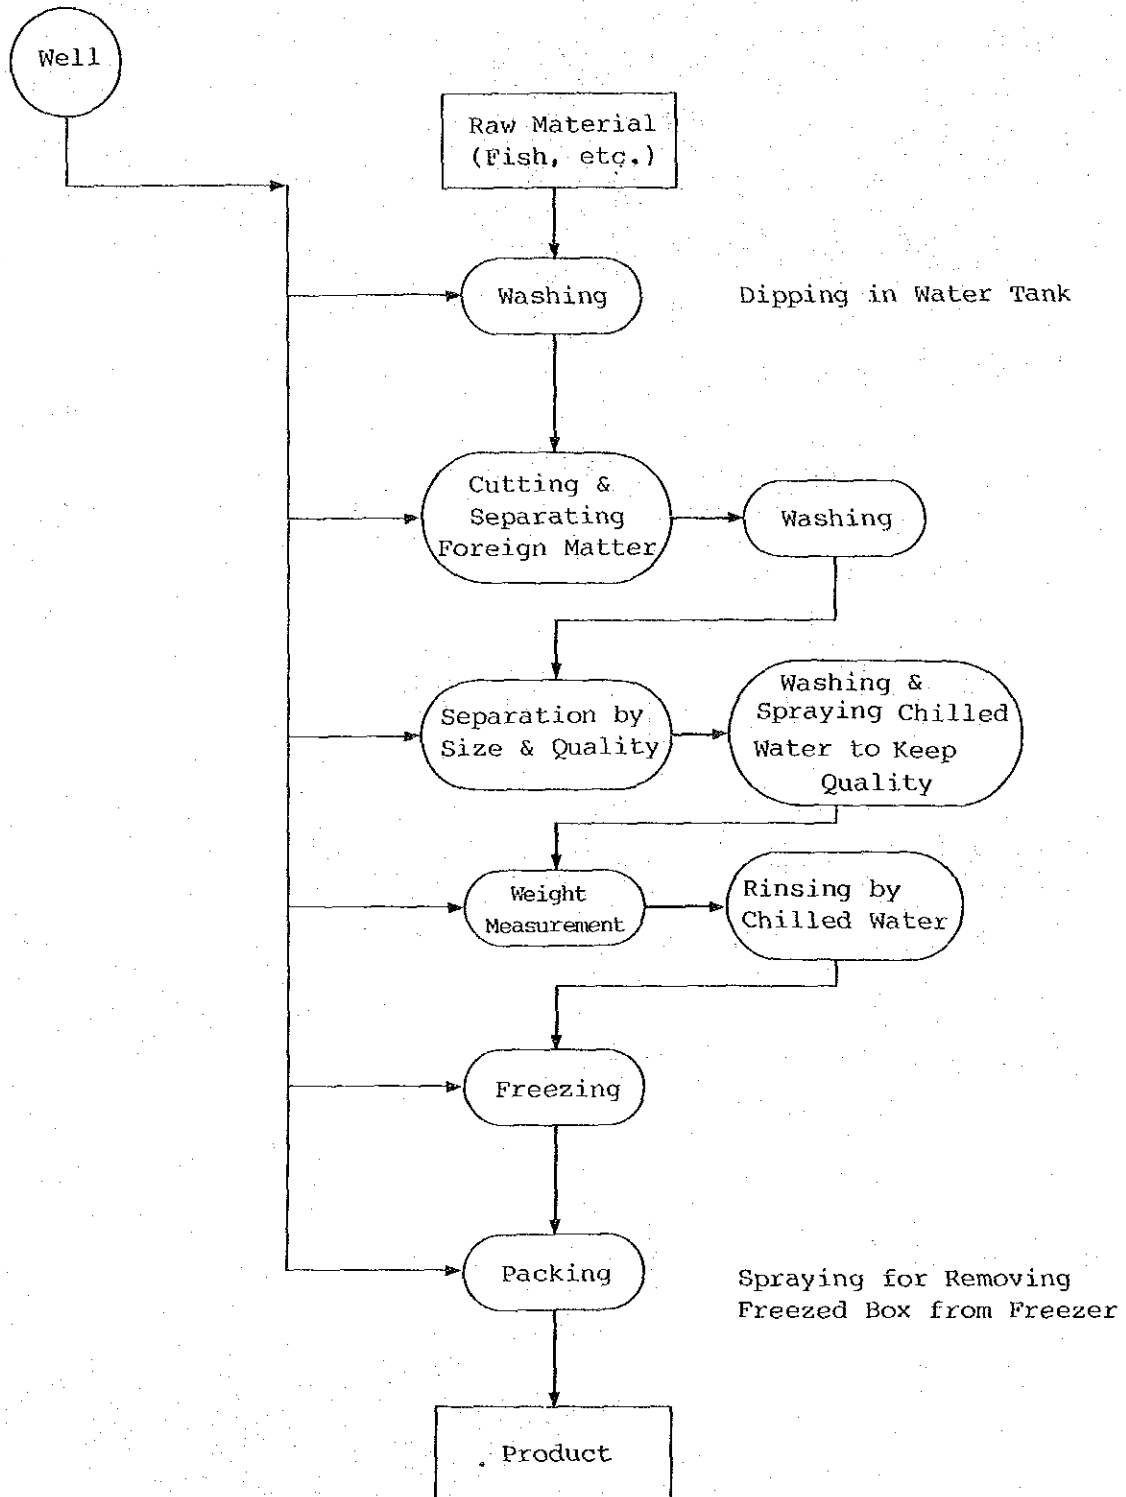 Well
Raw Material
(Fish, etc.)
Washing
Dipping in Water Tank
Cutting &
Separating
Foreign Matter
Washing
Separation by
Size & Quality
Washing &
Spraying Chilled
Water to Keep
Quality
Weight
Measurement
Rinsing by
Chilled Water
Freezing
Packing
Spraying for Removing
Freezed Box from Freezer
Product